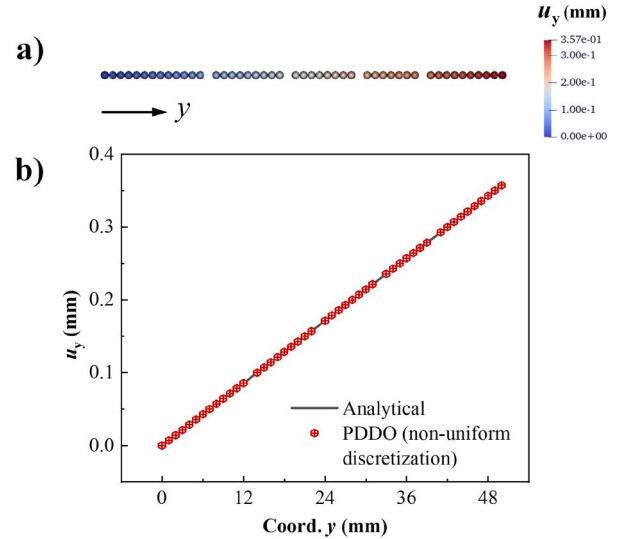 u_y (mm)
a)
3.57e-01
3.00e-1
2.00e-1
1.00e-1
0.00e+00
y
b)
0.4
0.3
0.2
0.1
0.0
u_y (mm)
Analytical
PDDO (non-uniform
discretization)
0 12 24 36 48
Coord. y (mm)